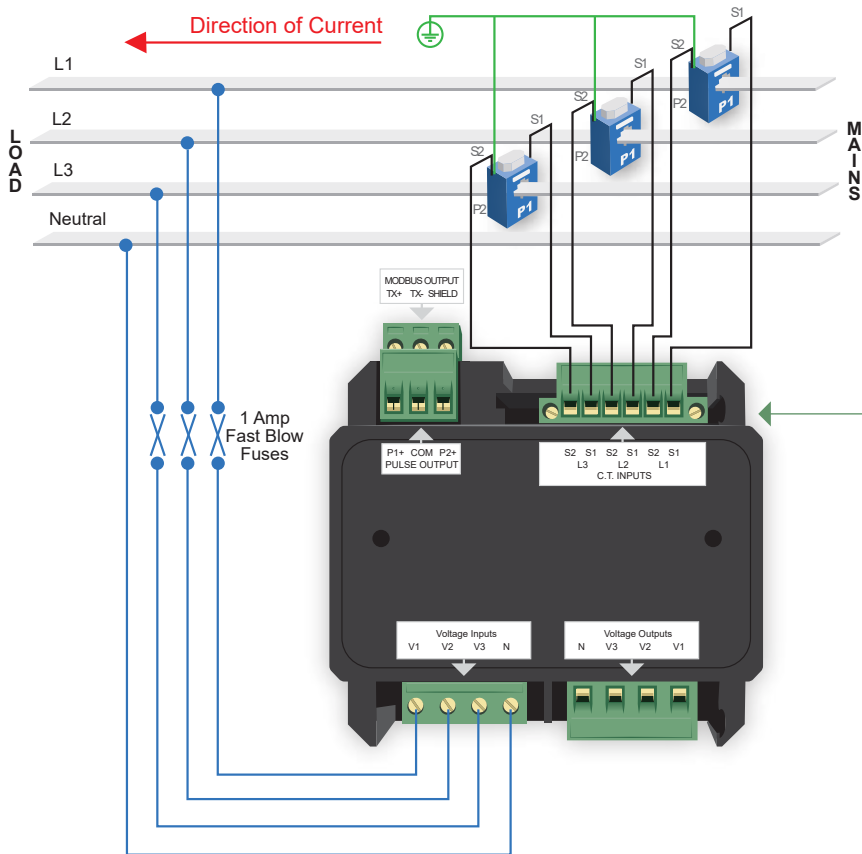 Direction of Current
L1
L2
L3
Neutral
LOAD
MAINS
S2
S1
P2
P1
S2
S1
P2
P1
S2
S1
P2
P1
MODBUS OUTPUT
TX+ TX- SHIELD
1 Amp
Fast Blow
Fuses
P1+ COM P2+
PULSE OUTPUT
S2 S1 S2 S1 S2 S1
L3 L2 L1
C.T. INPUTS
Voltage Inputs
V1 V2 V3 N
Voltage Outputs
N V3 V2 V1